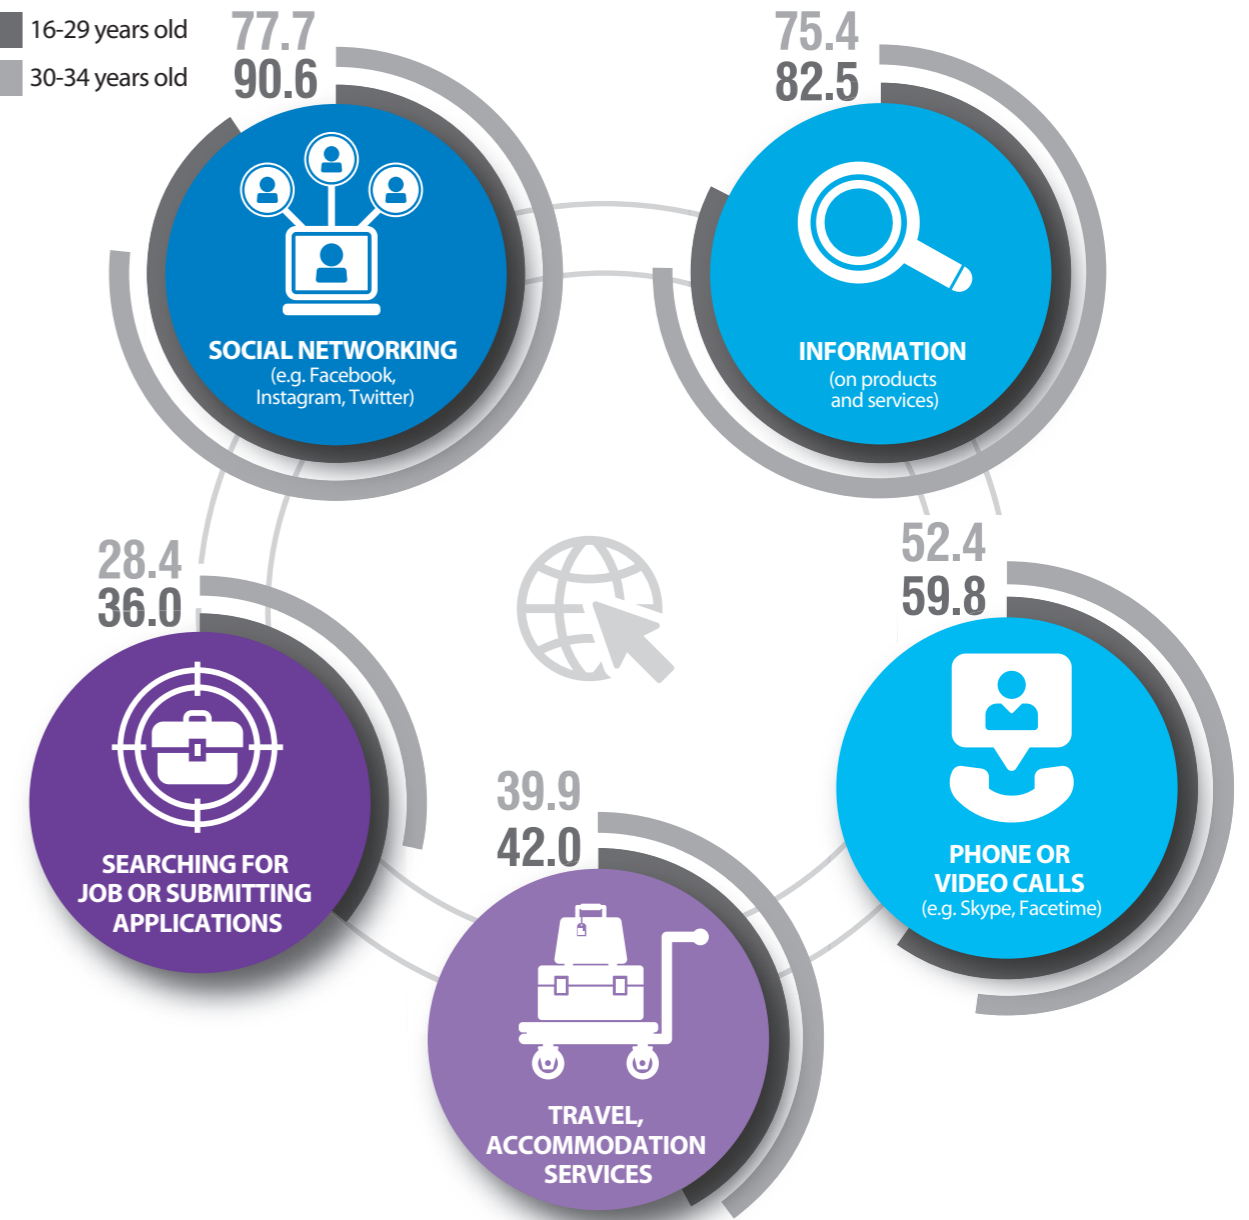 16-29 years old
30-34 years old
77.7
90.6
SOCIAL NETWORKING
(e.g. Facebook,
Instagram, Twitter)
75.4
82.5
INFORMATION
(on products
and services)
28.4
36.0
SEARCHING FOR
JOB OR SUBMITTING
APPLICATIONS
52.4
59.8
PHONE OR
VIDEO CALLS
(e.g. Skype, Facetime)
39.9
42.0
TRAVEL,
ACCOMMODATION
SERVICES